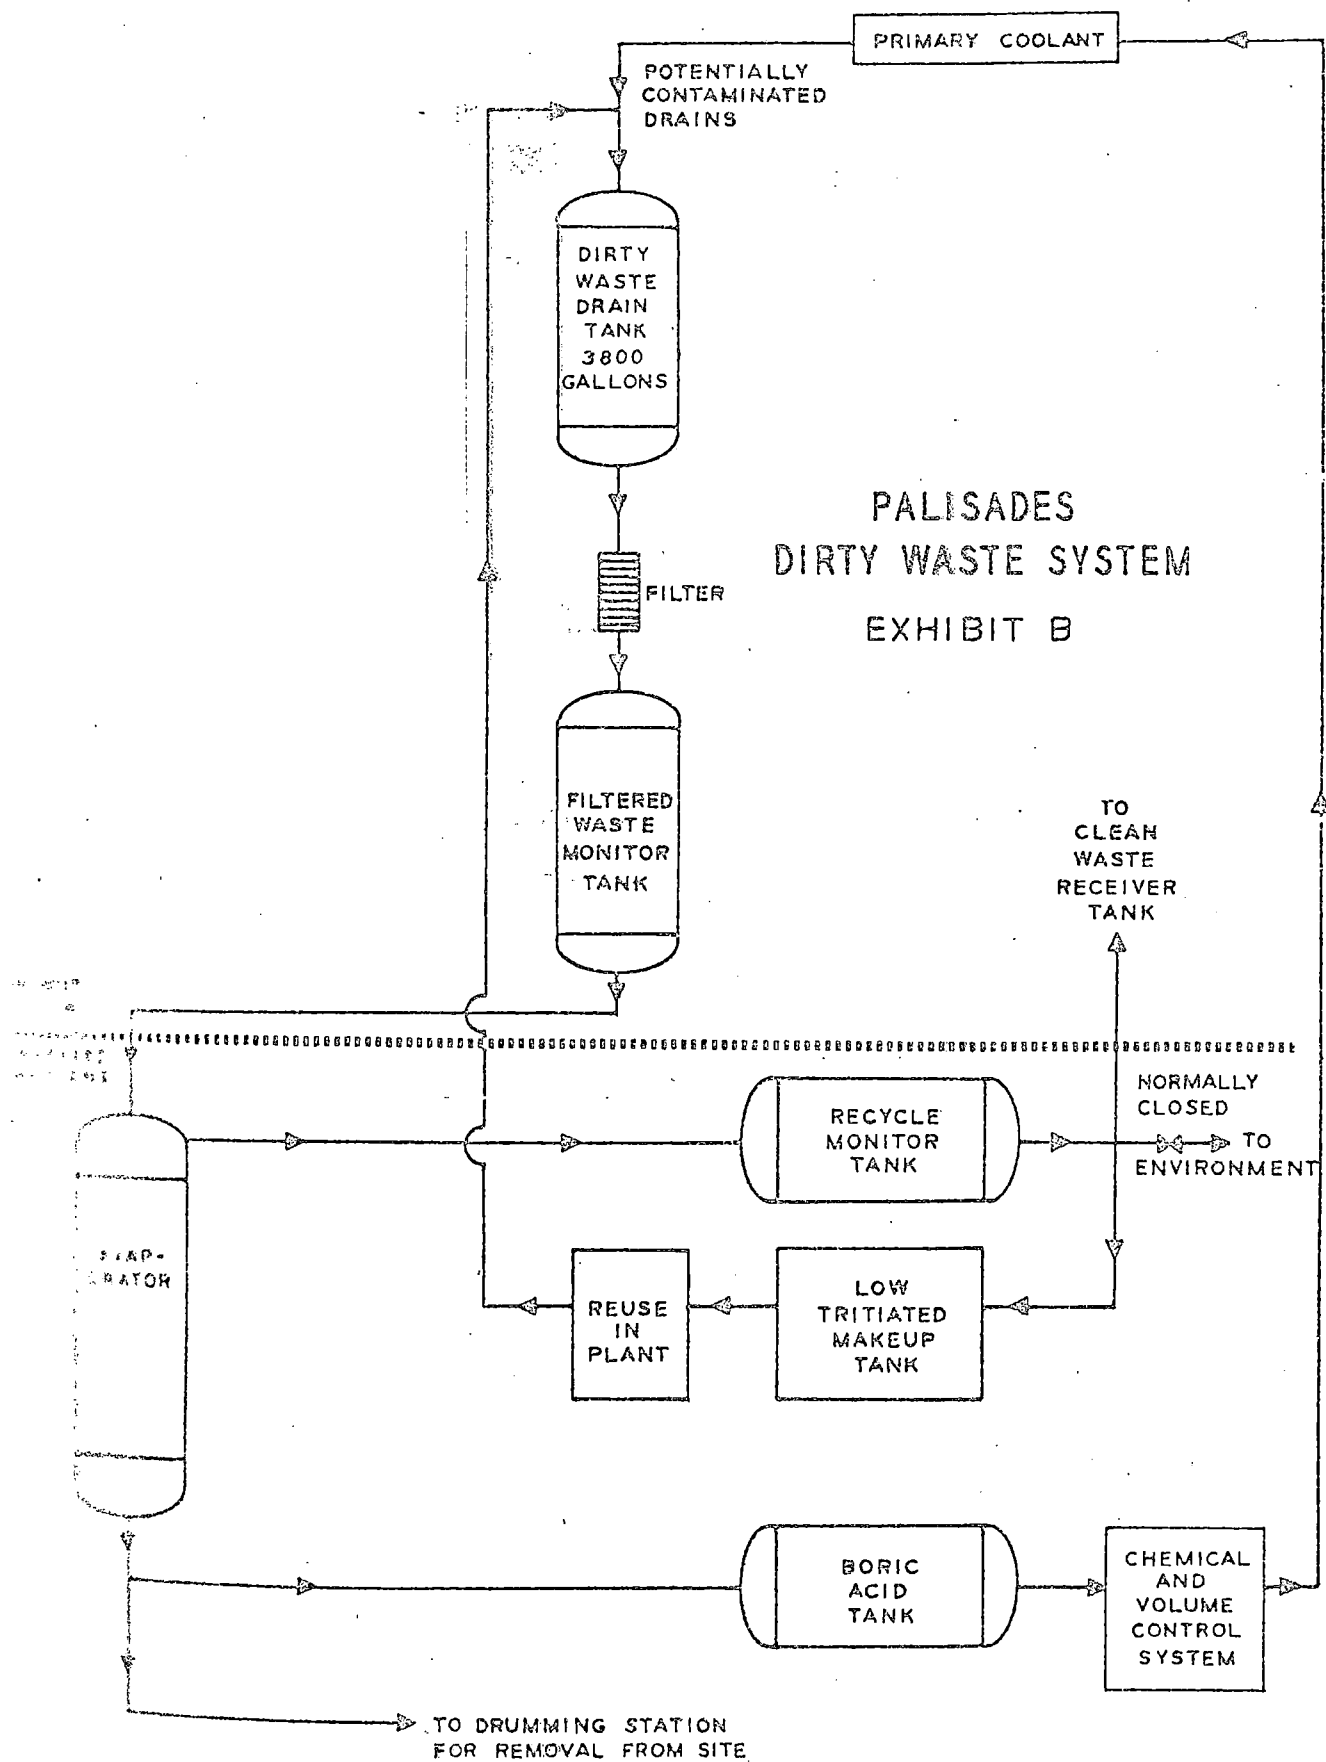 PRIMARY COOLANT
POTENTIALLY
CONTAMINATED
DRAINS
DIRTY
WASTE
DRAIN
TANK
3800
GALLONS
PALISADES
DIRTY WASTE SYSTEM
EXHIBIT B
FILTER
FILTERED
WASTE
MONITOR
TANK
TO
CLEAN
WASTE
RECEIVER
TANK
NORMALLY
CLOSED
TO
ENVIRONMENT
RECYCLE
MONITOR
TANK
LOW
TRITIATED
MAKEUP
TANK
REUSE
IN
PLANT
BORIC
ACID
TANK
CHEMICAL
AND
VOLUME
CONTROL
SYSTEM
TO DRUMMING STATION
FOR REMOVAL FROM SITE